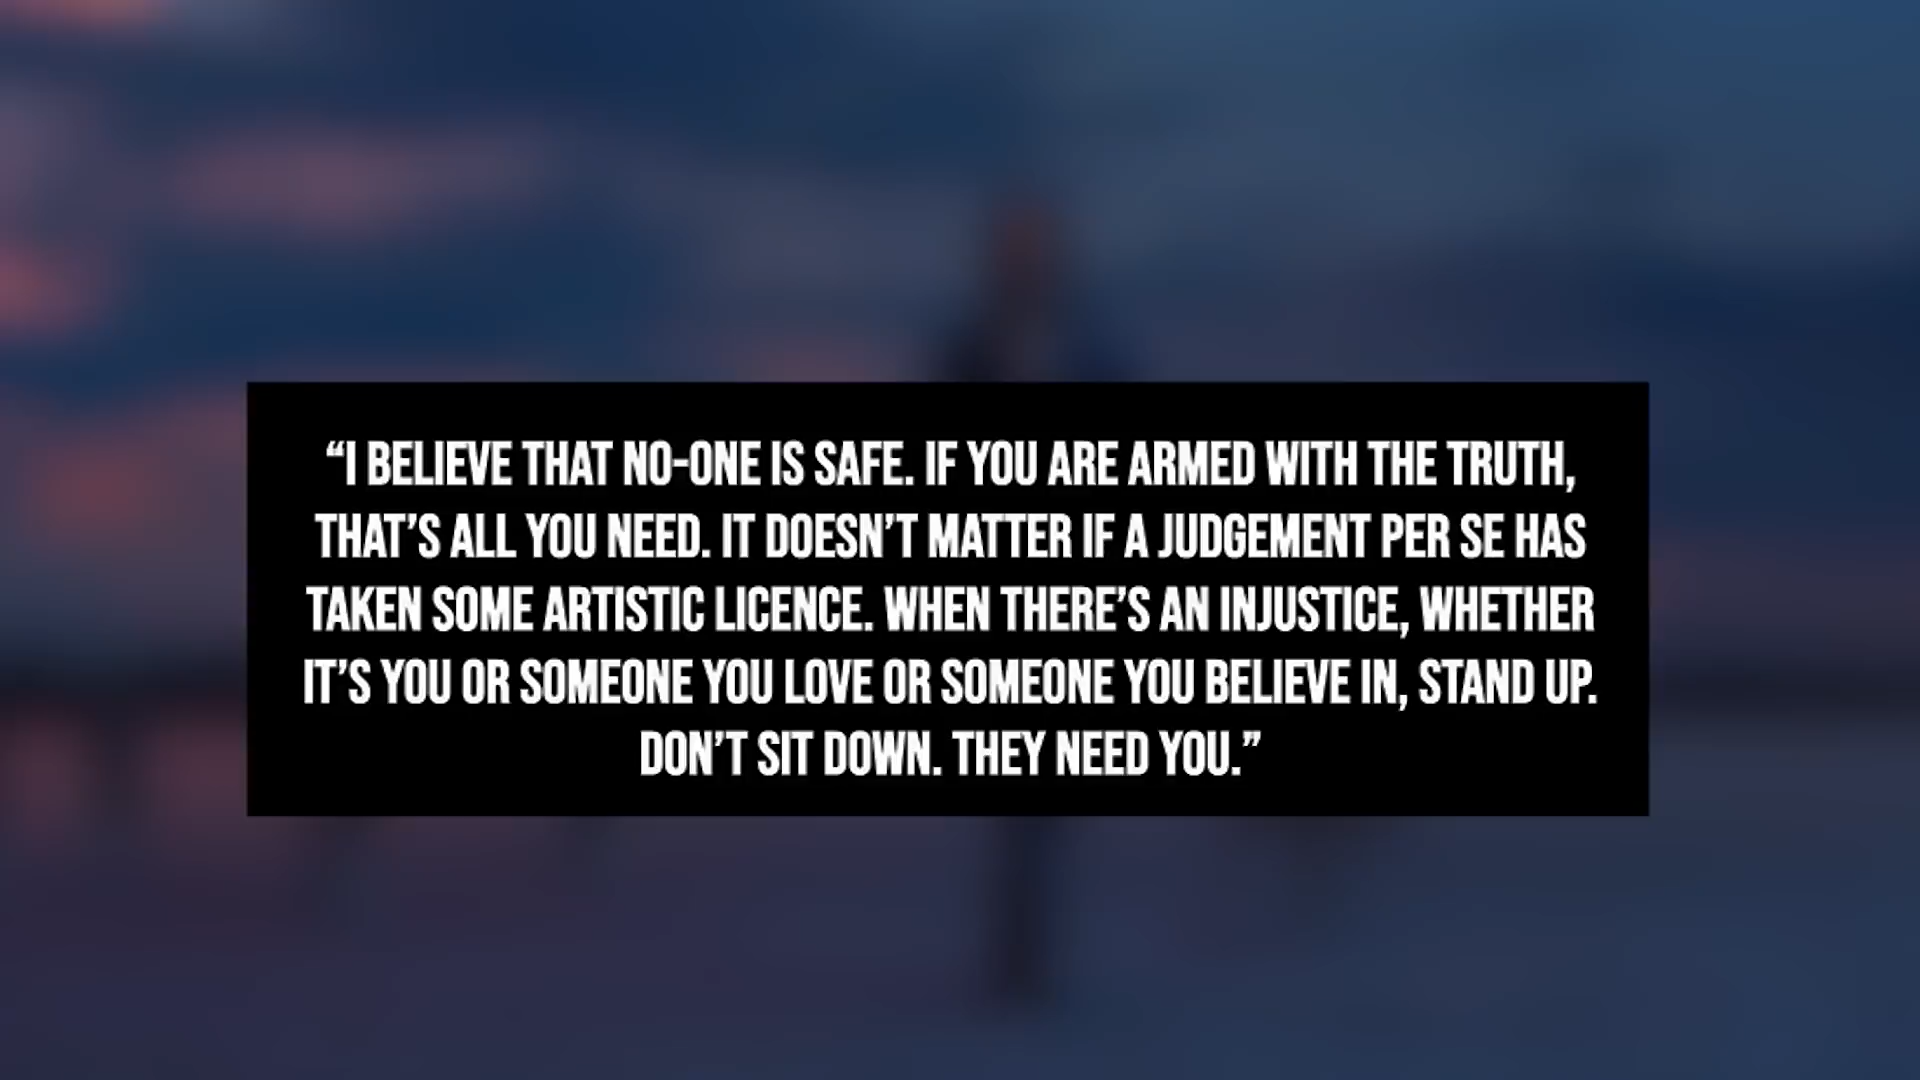 “I BELIEVE THAT NO-ONE IS SAFE. IF YOU ARE ARMED WITH THE TRUTH,
THAT’S ALL YOU NEED. IT DOESN’T MATTER IF A JUDGEMENT PER SE HAS
TAKEN SOME ARTISTIC LICENCE. WHEN THERE’S AN INJUSTICE, WHETHER
IT’S YOU OR SOMEONE YOU LOVE OR SOMEONE YOU BELIEVE IN, STAND UP.
DON’T SIT DOWN. THEY NEED YOU.”